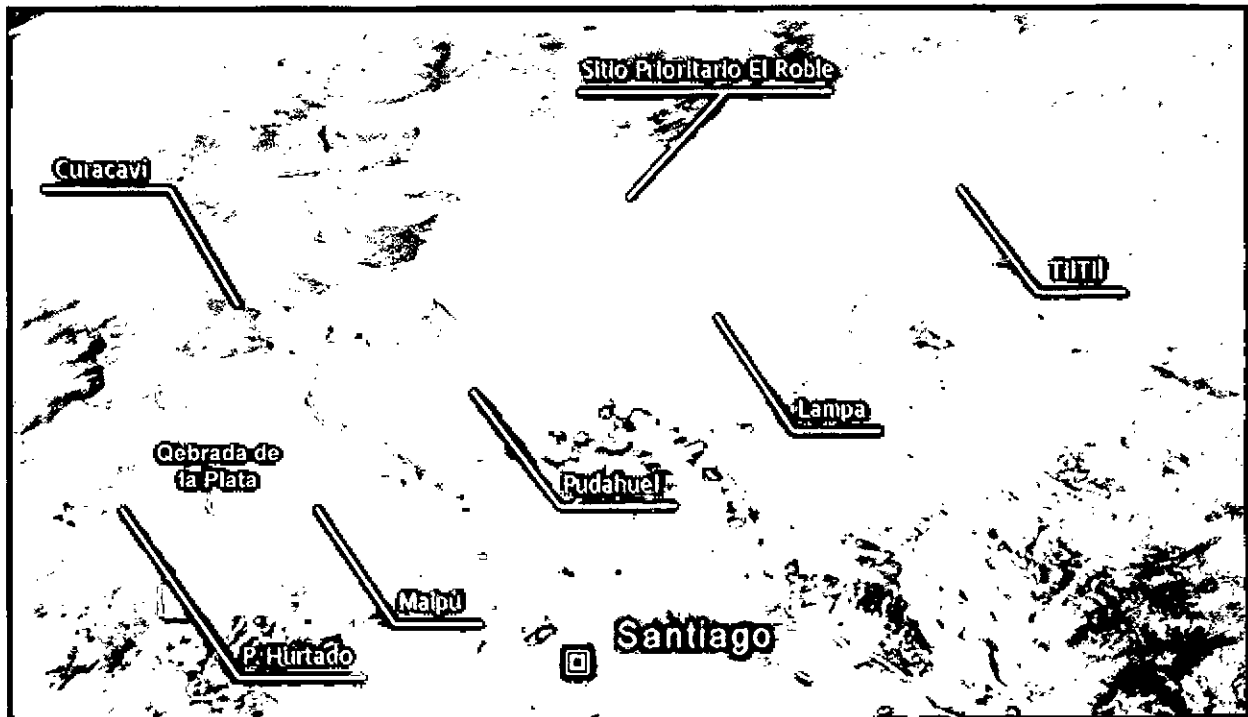 Sitio Prioritario El Roble
Curacaví
TilTil
Lampa
Qebrada de
la Plata
Pudahuel
Maipú
Santiago
P. Hurtado